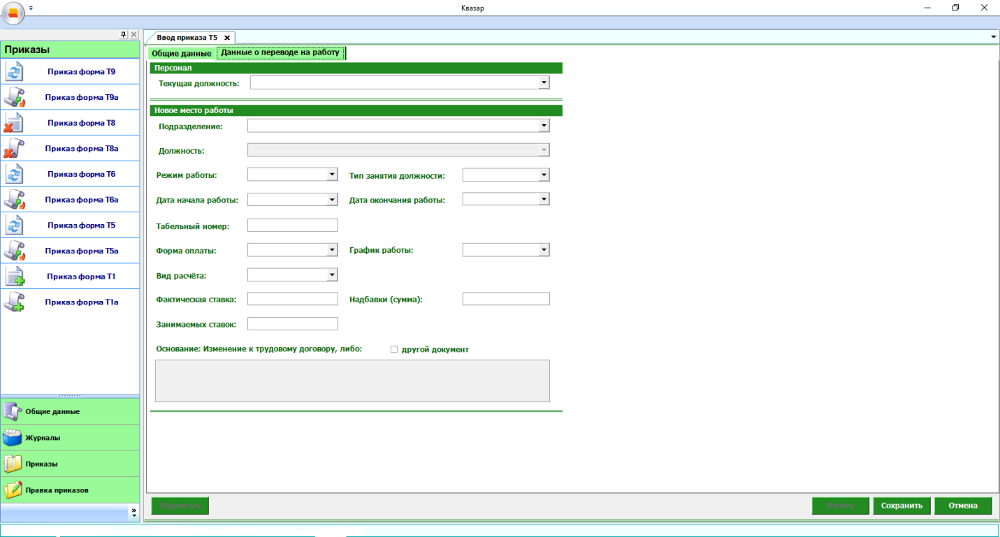 Квазар
Ввод приказа Т5
Приказы
Общие данные
Данные о переводе на работу
Приказ форма Т9
Приказ форма Т9а
Приказ форма Т8
Приказ форма Т8а
Приказ форма Т6
Приказ форма Т6а
Приказ форма Т5
Приказ форма Т5а
Приказ форма Т1
Приказ форма Т1а
Общие данные
Журналы
Приказы
Правка приказов
Персонал
Текущая должность:
Новое место работы
Подразделение:
Должность:
Режим работы:
Тип занятия должности:
Дата начала работы:
Дата окончания работы:
Табельный номер:
Форма оплаты:
График работы:
Вид расчёта:
Фактическая ставка:
Надбавки (сумма):
Занимаемых ставок:
Основание: Изменение к трудовому договору, либо:
другой документ
Подписать
Печать
Сохранить
Отмена